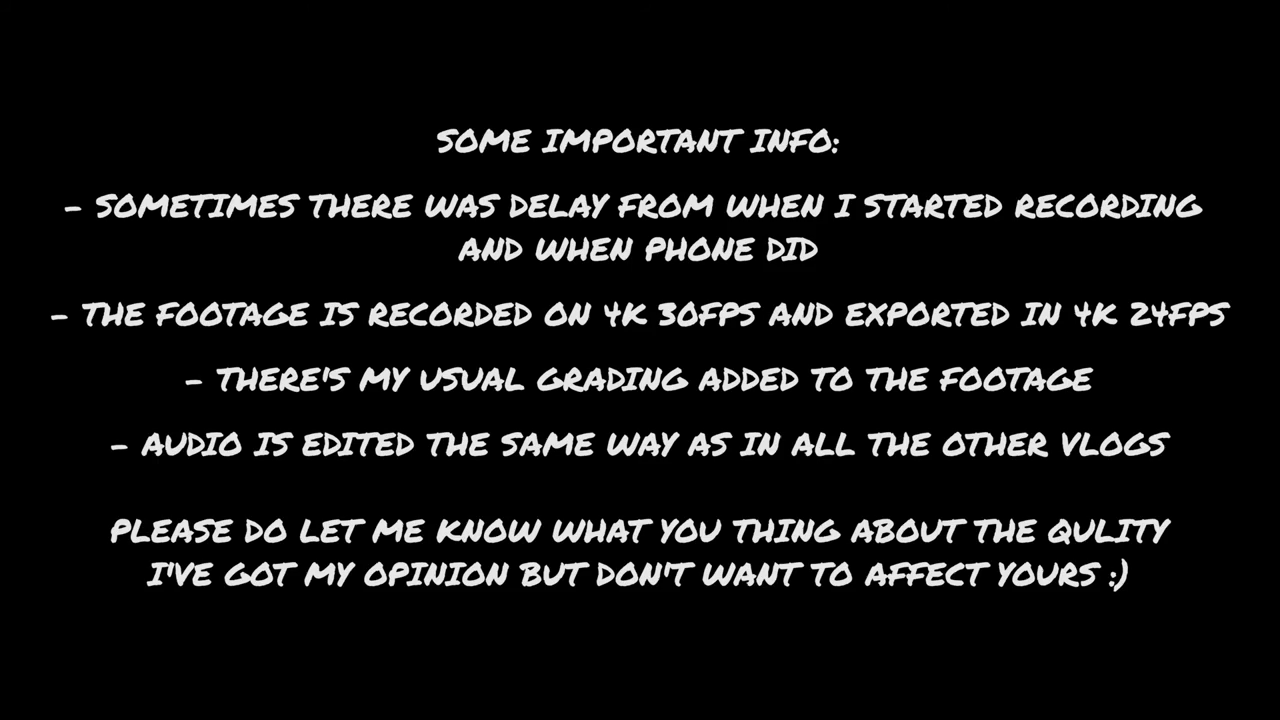 SOME IMPORTANT INFO:
- SOMETIMES THERE WAS DELAY FROM WHEN I STARTED RECORDING
AND WHEN PHONE DID
- THE FOOTAGE IS RECORDED ON 4K 30FPS AND EXPORTED IN 4K 24FPS
- THERE'S MY USUAL GRADING ADDED TO THE FOOTAGE
- AUDIO IS EDITED THE SAME WAY AS IN ALL THE OTHER VLOGS
PLEASE DO LET ME KNOW WHAT YOU THING ABOUT THE QULITY
I'VE GOT MY OPINION BUT DON'T WANT TO AFFECT YOURS :)